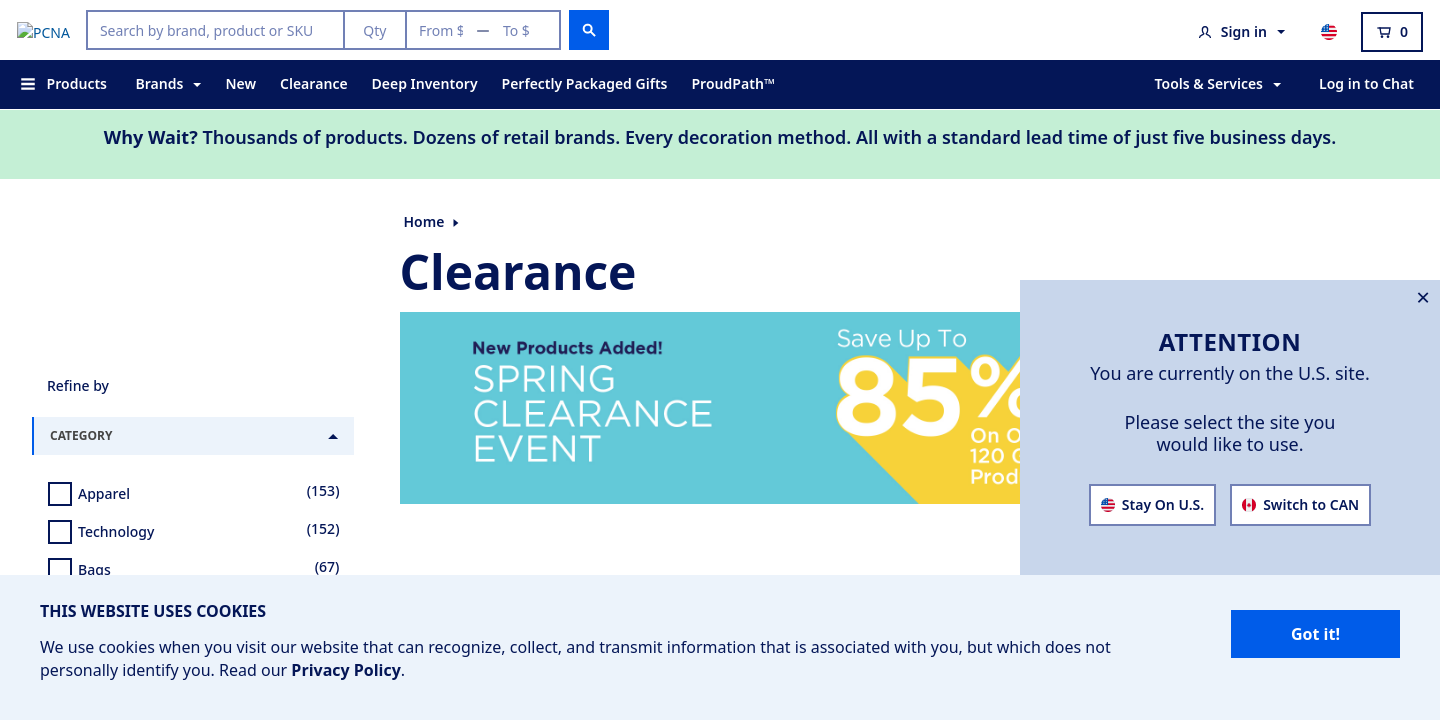 PCNA
Search by brand, product or SKU
Qty
From $ — To $
Sign in
0
Products
Brands
New
Clearance
Deep Inventory
Perfectly Packaged Gifts
ProudPath™
Tools & Services
Log in to Chat
Why Wait? Thousands of products. Dozens of retail brands. Every decoration method. All with a standard lead time of just five business days.
Home
Clearance
New Products Added!
SPRING
CLEARANCE
EVENT
Save Up To
85%
On O
120 G
Prod
ATTENTION
You are currently on the U.S. site.
Please select the site you
would like to use.
Stay On U.S.
Switch to CAN
Refine by
CATEGORY
Apparel (153)
Technology (152)
Bags (67)
THIS WEBSITE USES COOKIES
We use cookies when you visit our website that can recognize, collect, and transmit information that is associated with you, but which does not
personally identify you. Read our Privacy Policy.
Got it!